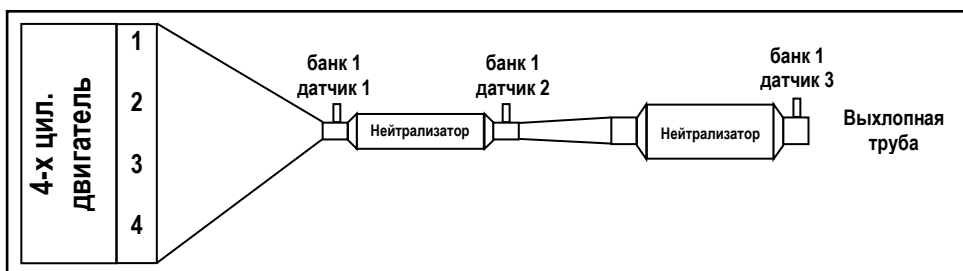 4-х цил.
двигатель
1
2
3
4
банк 1
датчик 1
Нейтрализатор
банк 1
датчик 2
Нейтрализатор
банк 1
датчик 3
Выхлопная
труба